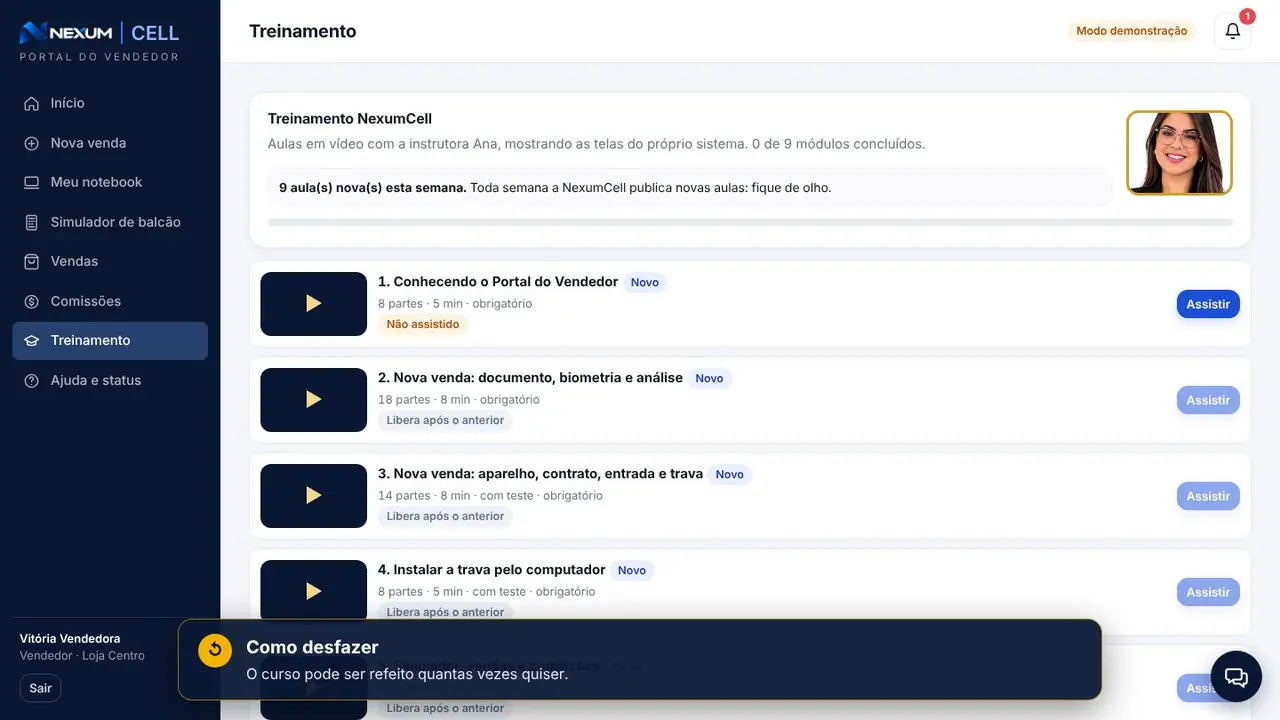 NEXUM | CELL
PORTAL DO VENDEDOR
Início
Nova venda
Meu notebook
Simulador de balcão
Vendas
Comissões
Treinamento
Ajuda e status
Vitória Vendedora
Vendedor · Loja Centro
Sair
Treinamento
Modo demonstração
1
Treinamento NexumCell
Aulas em vídeo com a instrutora Ana, mostrando as telas do próprio sistema. 0 de 9 módulos concluídos.
9 aula(s) nova(s) esta semana. Toda semana a NexumCell publica novas aulas: fique de olho.
1. Conhecendo o Portal do Vendedor Novo
8 partes · 5 min · obrigatório
Não assistido
Assistir
2. Nova venda: documento, biometria e análise Novo
18 partes · 8 min · obrigatório
Libera após o anterior
Assistir
3. Nova venda: aparelho, contrato, entrada e trava Novo
14 partes · 8 min · com teste · obrigatório
Libera após o anterior
Assistir
4. Instalar a trava pelo computador Novo
8 partes · 5 min · com teste · obrigatório
Libera após o anterior
Assistir
Como desfazer
O curso pode ser refeito quantas vezes quiser.
Libera após o anterior